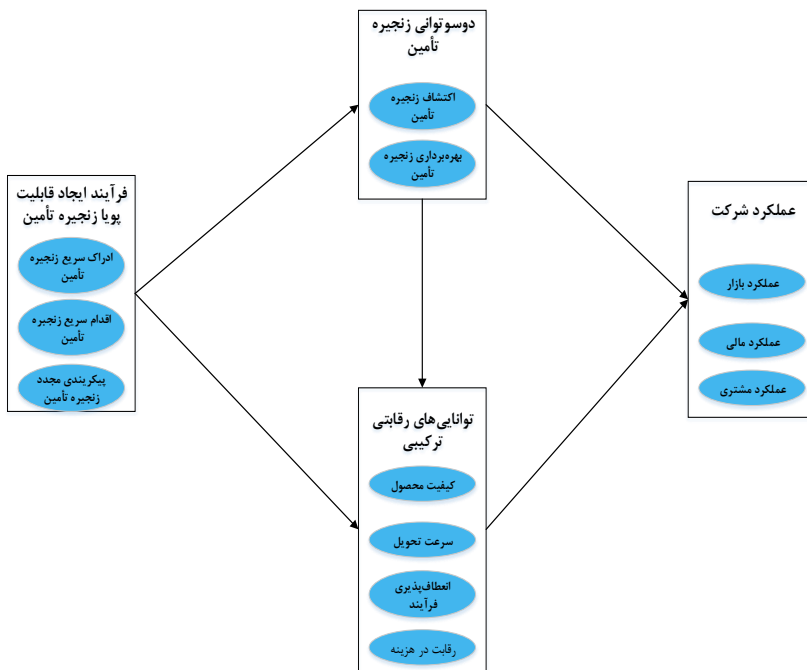 دوسوتوانی زنجیره
تأمین
اکتشاف زنجیره
تأمین
بهره‌برداری زنجیره
تأمین
فرآیند ایجاد قابلیت
پویا زنجیره تأمین
ادراک سریع زنجیره
تأمین
اقدام سریع زنجیره
تأمین
پیکربندی مجدد
زنجیره تأمین
عملکرد شرکت
عملکرد بازار
عملکرد مالی
عملکرد مشتری
توانایی‌های رقابتی
ترکیبی
کیفیت محصول
سرعت تحویل
انعطاف‌پذیری
فرآیند
رقابت در هزینه